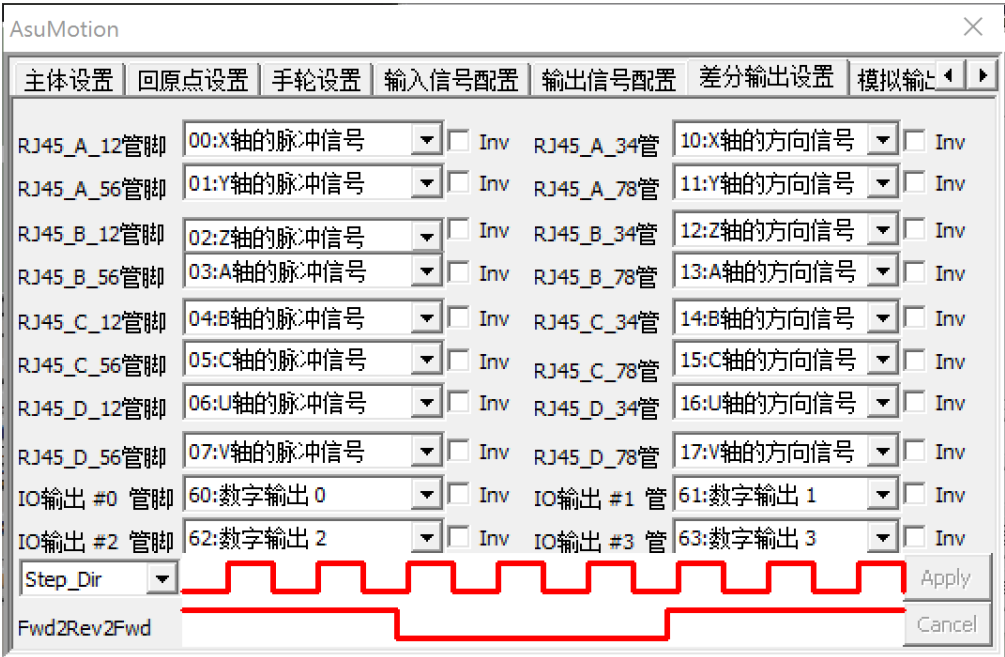 AsuMotion
主体设置 回原点设置 手轮设置 输入信号配置 输出信号配置 差分输出设置 模拟输出
RJ45_A_12管脚 00:X轴的脉冲信号 Inv RJ45_A_34管 10:X轴的方向信号 Inv
RJ45_A_56管脚 01:Y轴的脉冲信号 Inv RJ45_A_78管 11:Y轴的方向信号 Inv
RJ45_B_12管脚 02:Z轴的脉冲信号 Inv RJ45_B_34管 12:Z轴的方向信号 Inv
RJ45_B_56管脚 03:A轴的脉冲信号 Inv RJ45_B_78管 13:A轴的方向信号 Inv
RJ45_C_12管脚 04:B轴的脉冲信号 Inv RJ45_C_34管 14:B轴的方向信号 Inv
RJ45_C_56管脚 05:C轴的脉冲信号 Inv RJ45_C_78管 15:C轴的方向信号 Inv
RJ45_D_12管脚 06:U轴的脉冲信号 Inv RJ45_D_34管 16:U轴的方向信号 Inv
RJ45_D_56管脚 07:V轴的脉冲信号 Inv RJ45_D_78管 17:V轴的方向信号 Inv
IO输出 #0 管脚 60:数字输出 0 Inv IO输出 #1 管 61:数字输出 1 Inv
IO输出 #2 管脚 62:数字输出 2 Inv IO输出 #3 管 63:数字输出 3 Inv
Step_Dir Apply
Fwd2Rev2Fwd Cancel